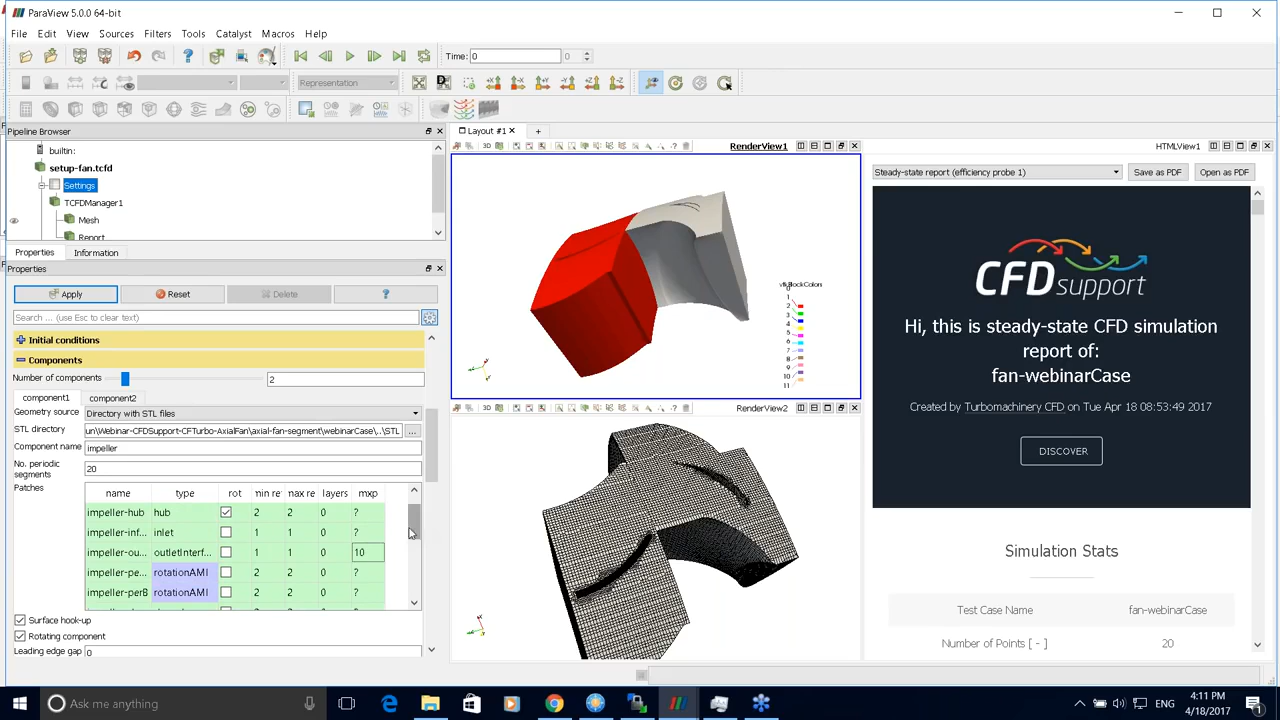 ParaView 5.0.0 64-bit
File Edit View Sources Filters Tools Catalyst Macros Help
Time: 0 0
Representation
Pipeline Browser
builtin:
setup-fan.tcfd
Settings
TCFDManager1
Mesh
Report
Properties Information
Properties
Apply Reset Delete ?
Search ... (use Esc to clear text)
Initial conditions
Components
Number of components 2
component1 component2
Geometry source Directory with STL files
STL directory un\Webinar-CFDSupport-CFTurbo-AxialFan\axial-fan-segment\webinarCase\..\STL ...
Component name impeller
No. periodic segments 20
Patches
name type rot min re max re layers mxp
impeller-hub hub 2 2 0 ?
impeller-inf... inlet 1 1 0 ?
impeller-ou... outletInterf... 1 1 0 10
impeller-pe... rotationAMI 2 2 0 ?
impeller-perB rotationAMI 2 2 0 ?
Surface hook-up
Rotating component
Leading edge gap 0
Layout #1
3D RenderView1
vtkBlockColors
0
1
2
3
4
5
6
7
8
9
10
11
3D RenderView2
HTMLView1
Steady-state report (efficiency probe 1) Save as PDF Open as PDF
CFD support
Hi, this is steady-state CFD simulation
report of:
fan-webinarCase
Created by Turbomachinery CFD on Tue Apr 18 08:53:49 2017
DISCOVER
Simulation Stats
Test Case Name fan-webinarCase
Number of Points [ - ] 20
Ask me anything
ENG
4:11 PM
4/18/2017
1